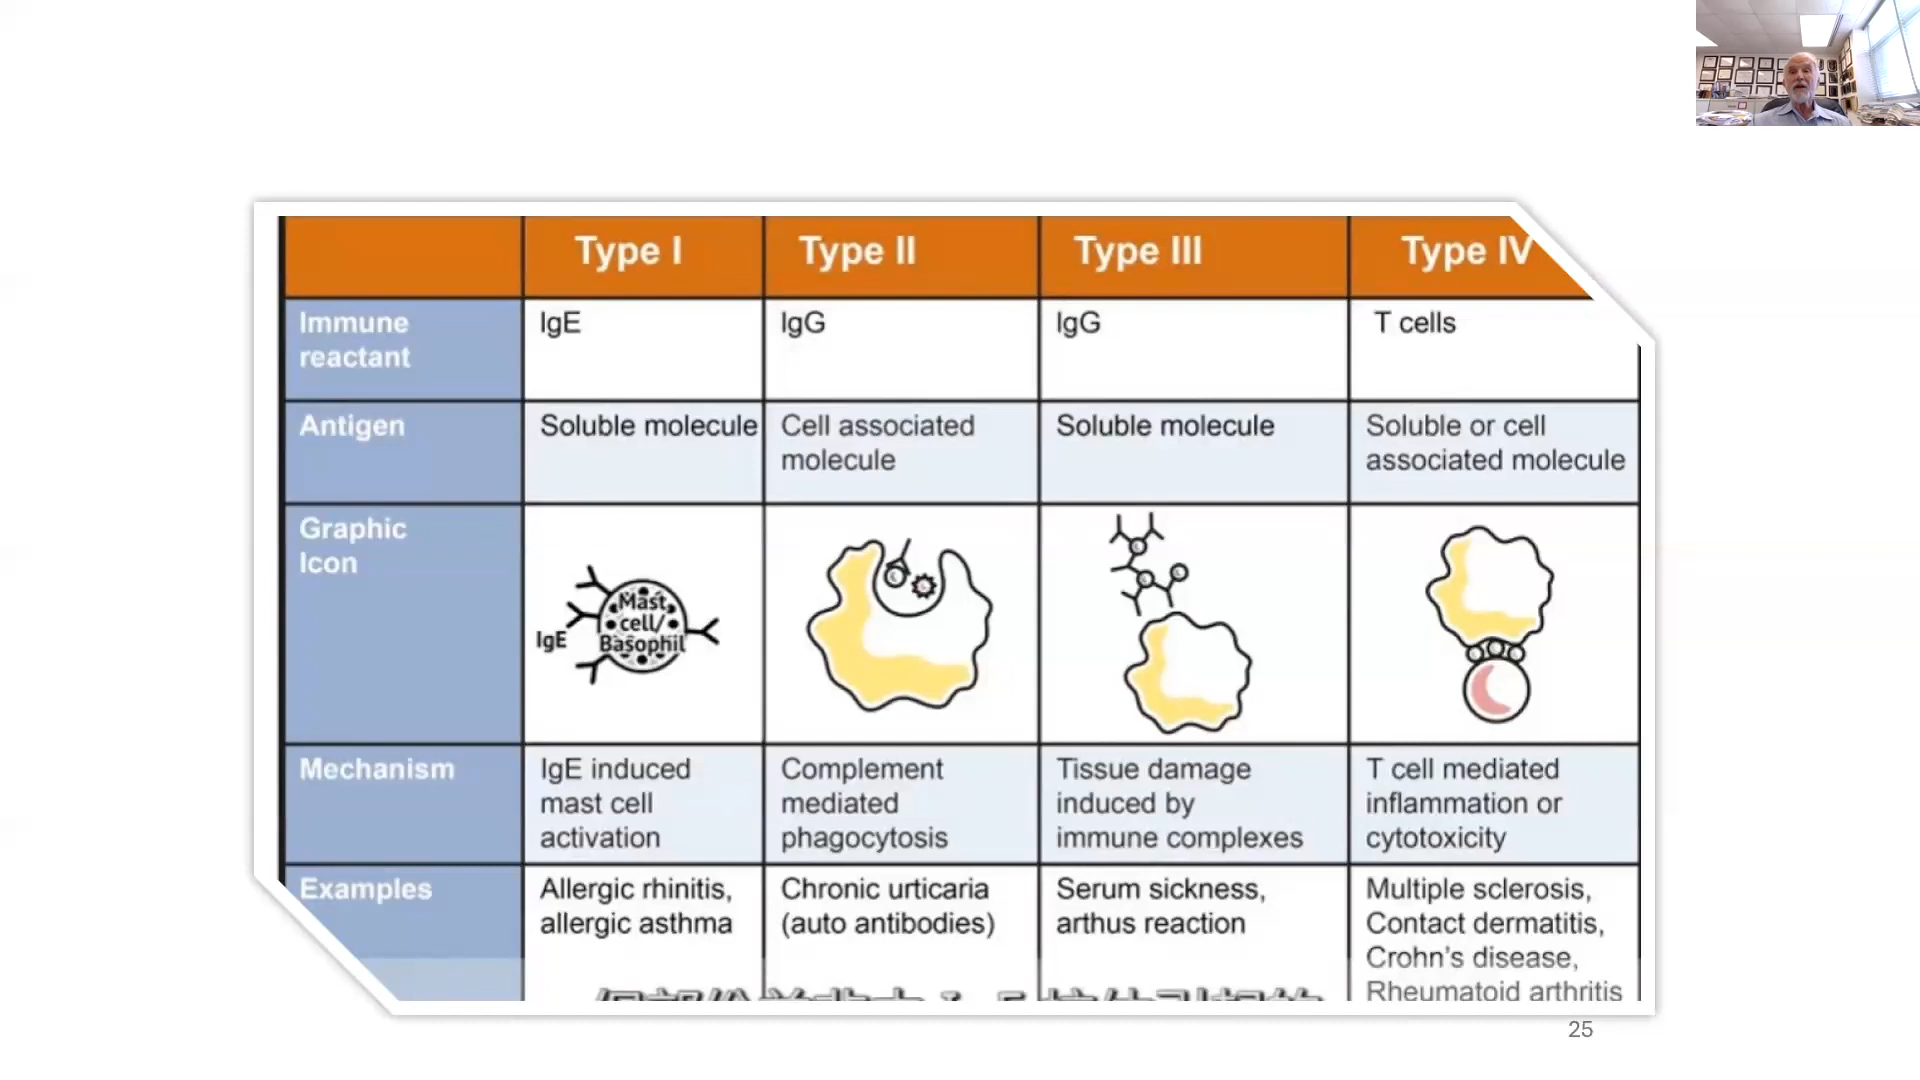 Type I
Type II
Type III
Type IV
Immune
reactant
IgE
IgG
IgG
T cells
Antigen
Soluble molecule
Cell associated
molecule
Soluble molecule
Soluble or cell
associated molecule
Graphic
Icon
IgE
Mast
cell/
Basophil
Mechanism
IgE induced
mast cell
activation
Complement
mediated
phagocytosis
Tissue damage
induced by
immune complexes
T cell mediated
inflammation or
cytotoxicity
Examples
Allergic rhinitis,
allergic asthma
Chronic urticaria
(auto antibodies)
Serum sickness,
arthus reaction
Multiple sclerosis,
Contact dermatitis,
Crohn's disease,
Rheumatoid arthritis
25